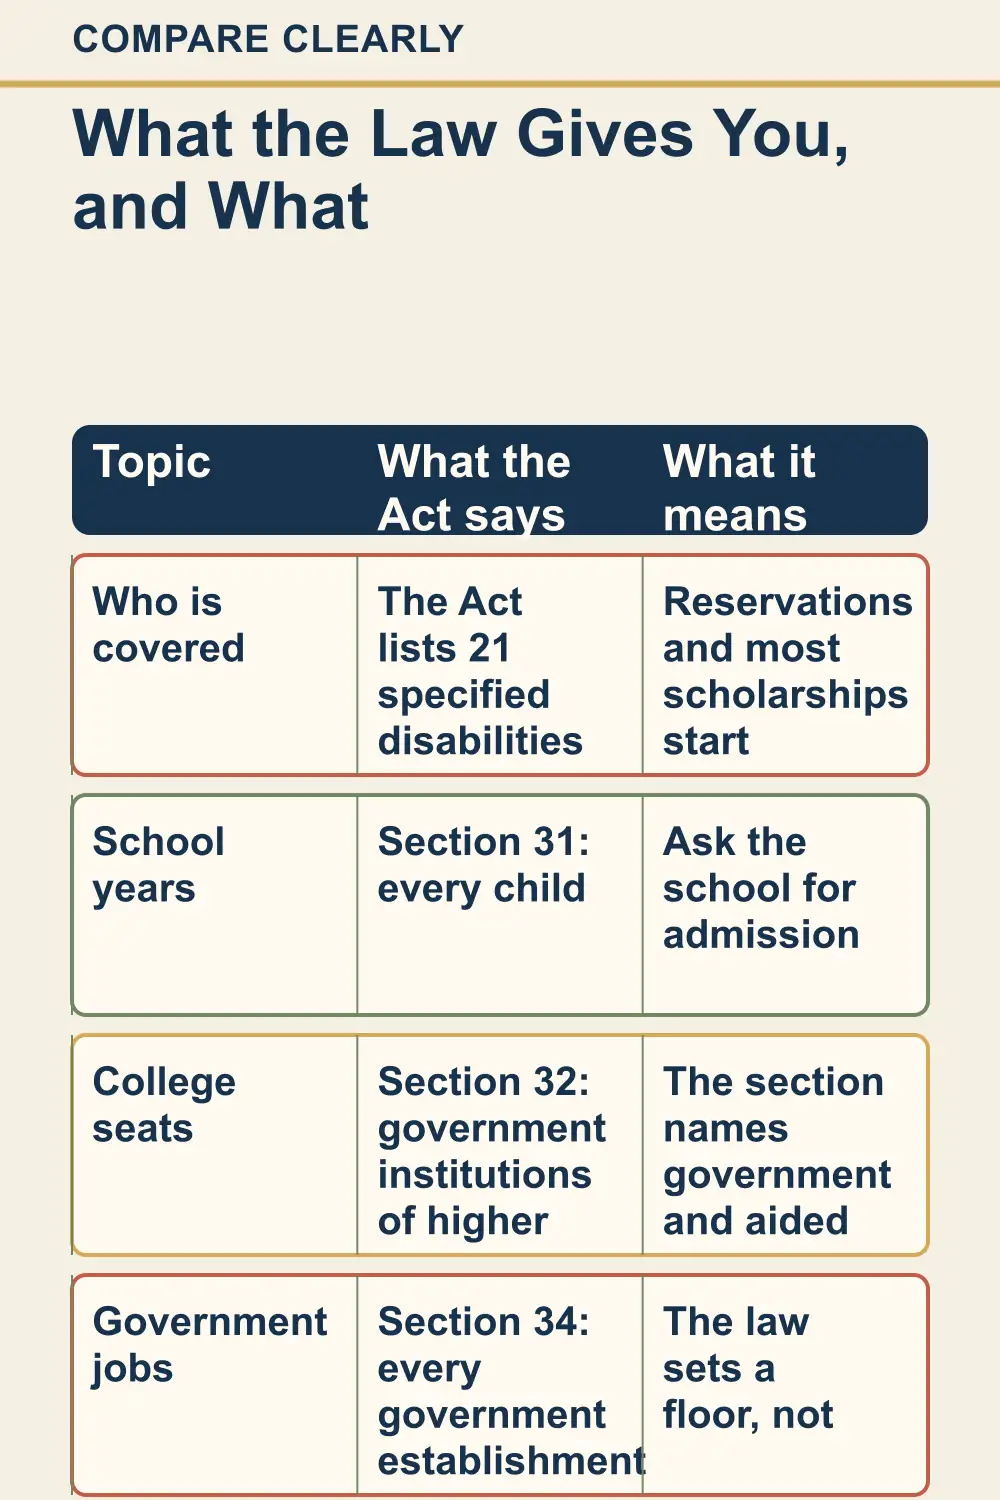 COMPARE CLEARLY
What the Law Gives You,
and What
Topic
What the
Act says
What it
means
Who is
covered
The Act
lists 21
specified
disabilities
Reservations
and most
scholarships
start
School
years
Section 31:
every child
Ask the
school for
admission
College
seats
Section 32:
government
institutions
of higher
The section
names
government
and aided
Government
jobs
Section 34:
every
government
establishment
The law
sets a
floor, not